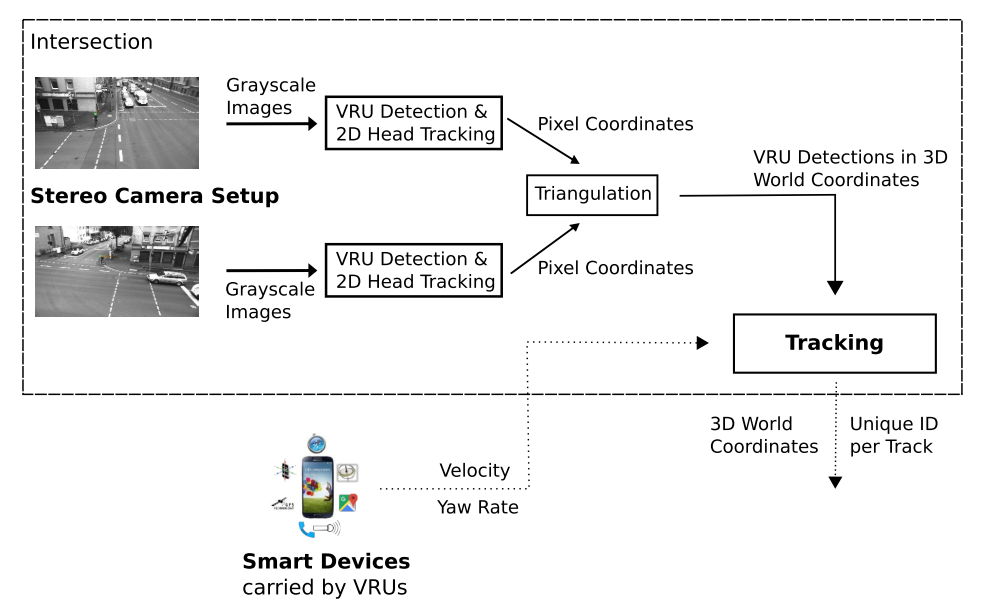 Intersection
Grayscale
Images
VRU Detection &
2D Head Tracking
Pixel Coordinates
VRU Detections in 3D
World Coordinates
Stereo Camera Setup
Triangulation
VRU Detection &
2D Head Tracking
Pixel Coordinates
Grayscale
Images
Tracking
3D World
Coordinates
Unique ID
per Track
Velocity
Yaw Rate
Smart Devices
carried by VRUs